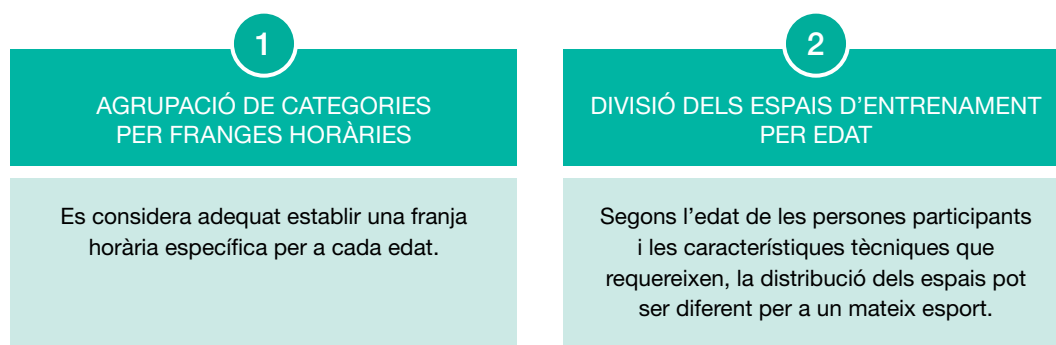 1
AGRUPACIÓ DE CATEGORIES
PER FRANGES HORÀRIES
Es considera adequat establir una franja
horària específica per a cada edat.
2
DIVISIÓ DELS ESPAIS D’ENTRENAMENT
PER EDAT
Segons l’edat de les persones participants
i les característiques tècniques que
requereixen, la distribució dels espais pot
ser diferent per a un mateix esport.